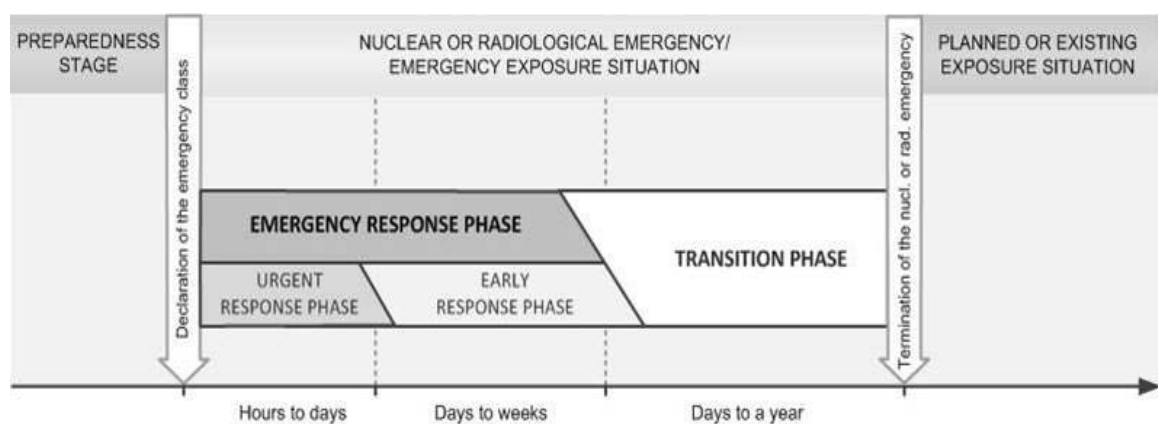 PREPAREDNESS
STAGE
Declaration of the emergency class
NUCLEAR OR RADIOLOGICAL EMERGENCY/
EMERGENCY EXPOSURE SITUATION
Termination of the nucl. or rad. emergency
PLANNED OR EXISTING
EXPOSURE SITUATION
EMERGENCY RESPONSE PHASE
URGENT
RESPONSE PHASE
EARLY
RESPONSE PHASE
TRANSITION PHASE
Hours to days
Days to weeks
Days to a year